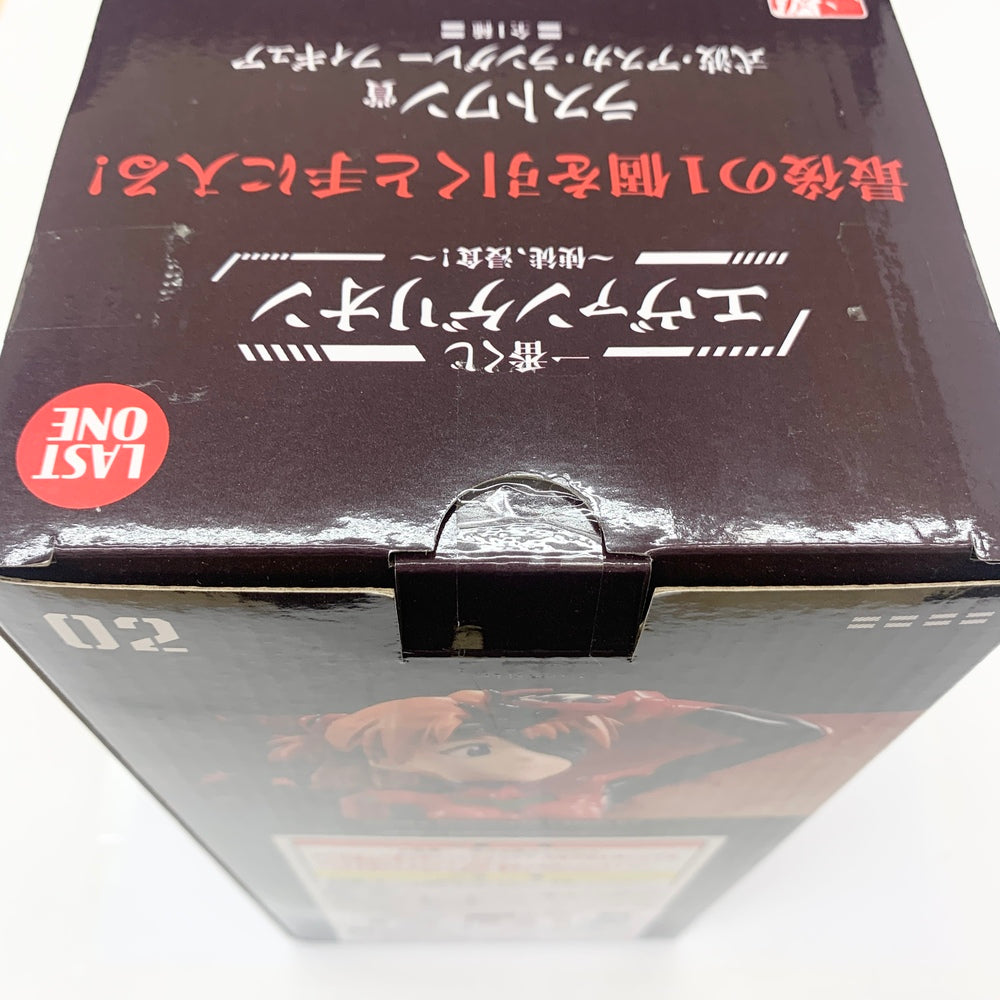 一番くじ
エヴァンゲリオン
～使徒、浸食！～
最後の1個を引くと手に入る！
ラストワン賞
式波・アスカ・ラングレー フィギュア
全1種
LAST
ONE
02